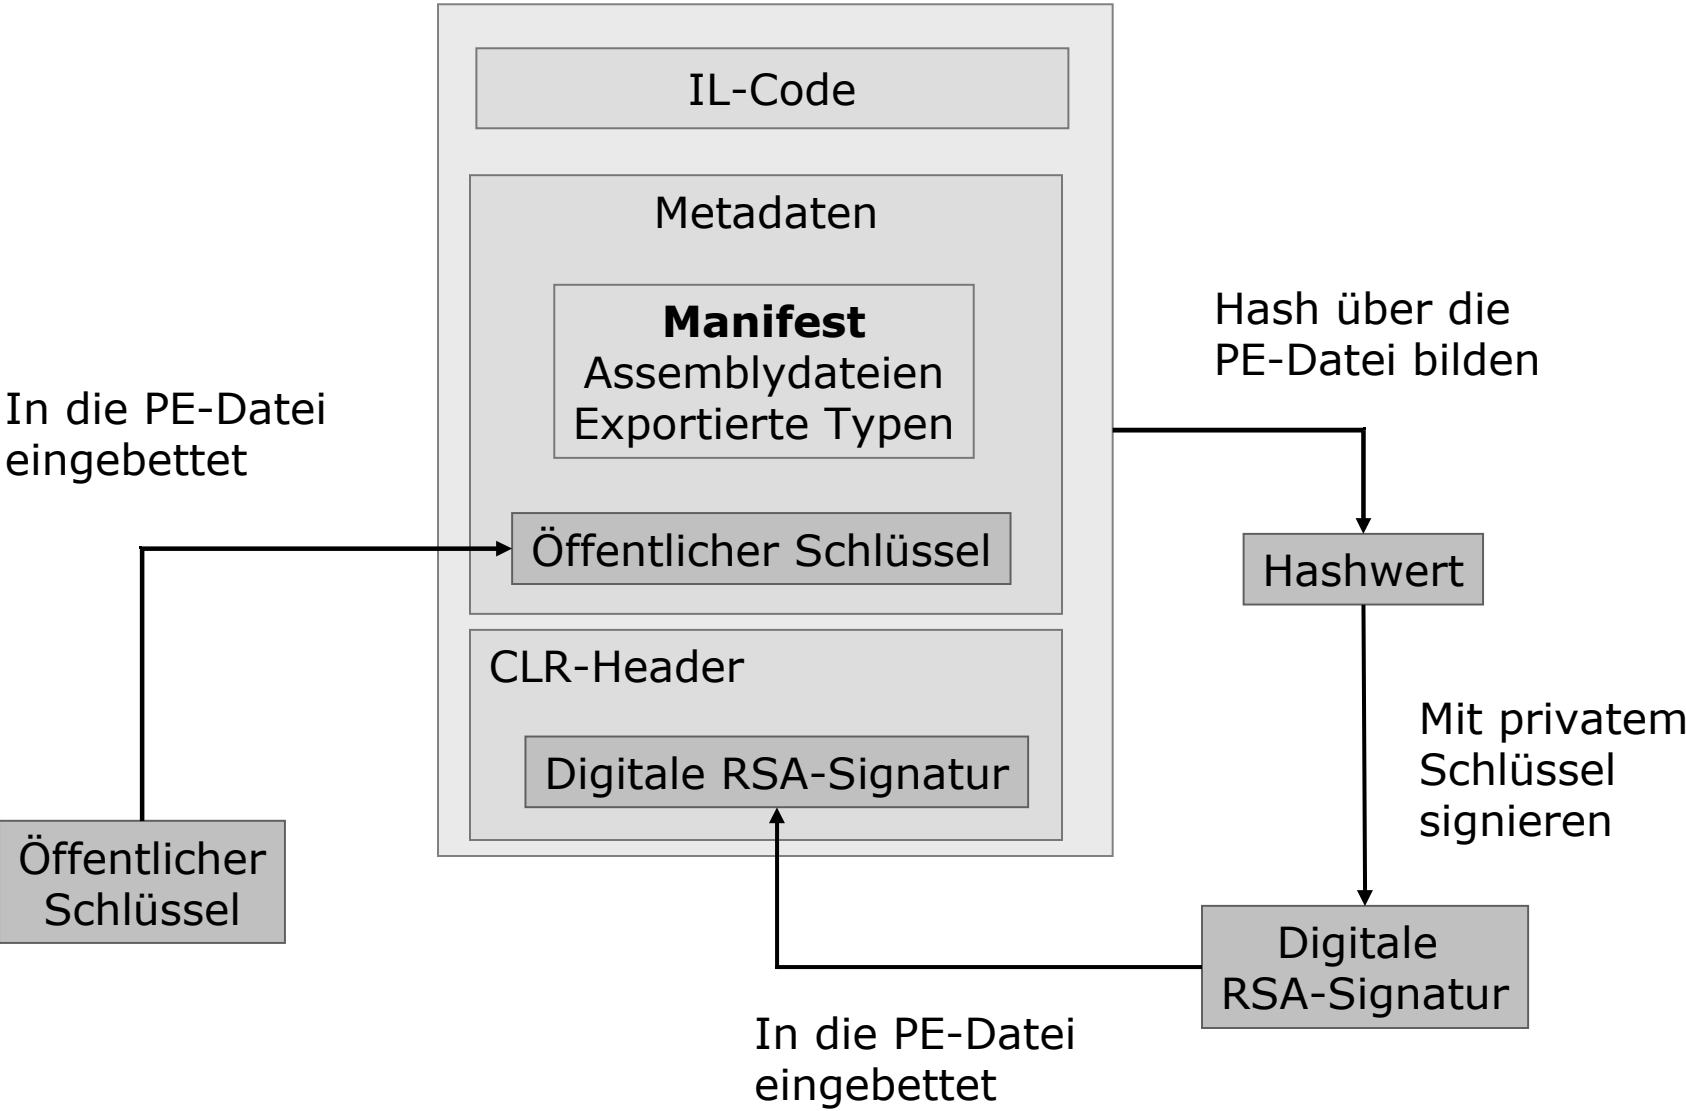 IL-Code
Metadaten
Manifest
Assemblydateien
Exportierte Typen
Öffentlicher Schlüssel
CLR-Header
Digitale RSA-Signatur
In die PE-Datei
eingebettet
Öffentlicher
Schlüssel
Hash über die
PE-Datei bilden
Hashwert
Mit privatem
Schlüssel
signieren
Digitale
RSA-Signatur
In die PE-Datei
eingebettet